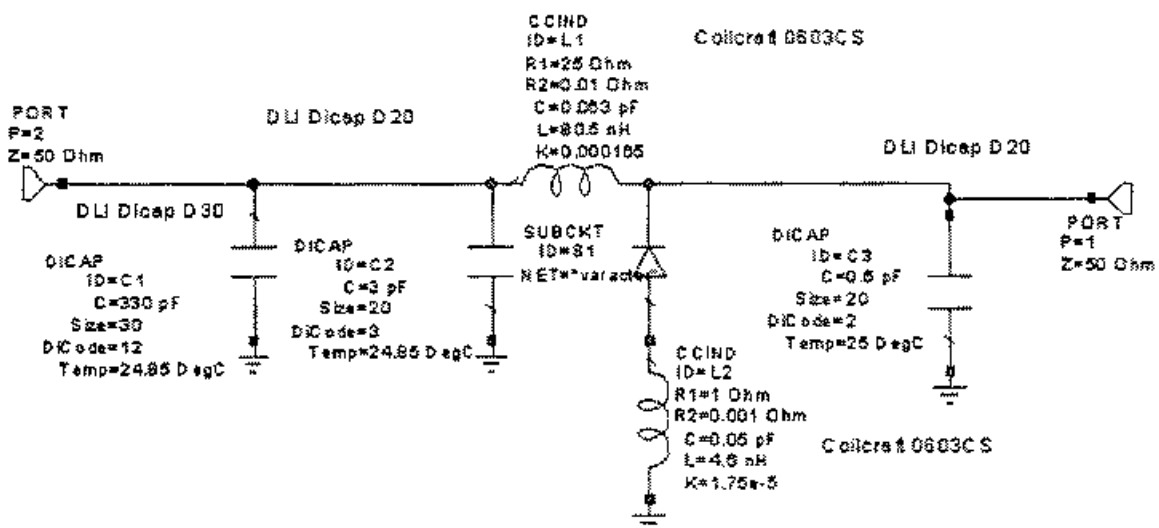 CCIND
ID=L1
R1=25 Ohm
R2=0.01 Ohm
C=0.063 pF
L=80.5 nH
K=0.000165
Coilcraft 0603CS
PORT
P=2
Z=50 Ohm
DLI Dicap D20
DLI Dicap D20
DLI Dicap D30
DICAP
ID=C1
C=330 pF
Size=30
DiCode=12
Temp=24.85 DegC
DICAP
ID=C2
C=3 pF
Size=20
DiCode=3
Temp=24.85 DegC
SUBCKT
ID=S1
DICAP
ID=C3
C=0.5 pF
Size=20
DiCode=2
Temp=25 DegC
PORT
P=1
Z=50 Ohm
CCIND
ID=L2
R1=1 Ohm
R2=0.001 Ohm
C=0.05 pF
L=4.6 nH
K=1.75e-5
Coilcraft 0603CS